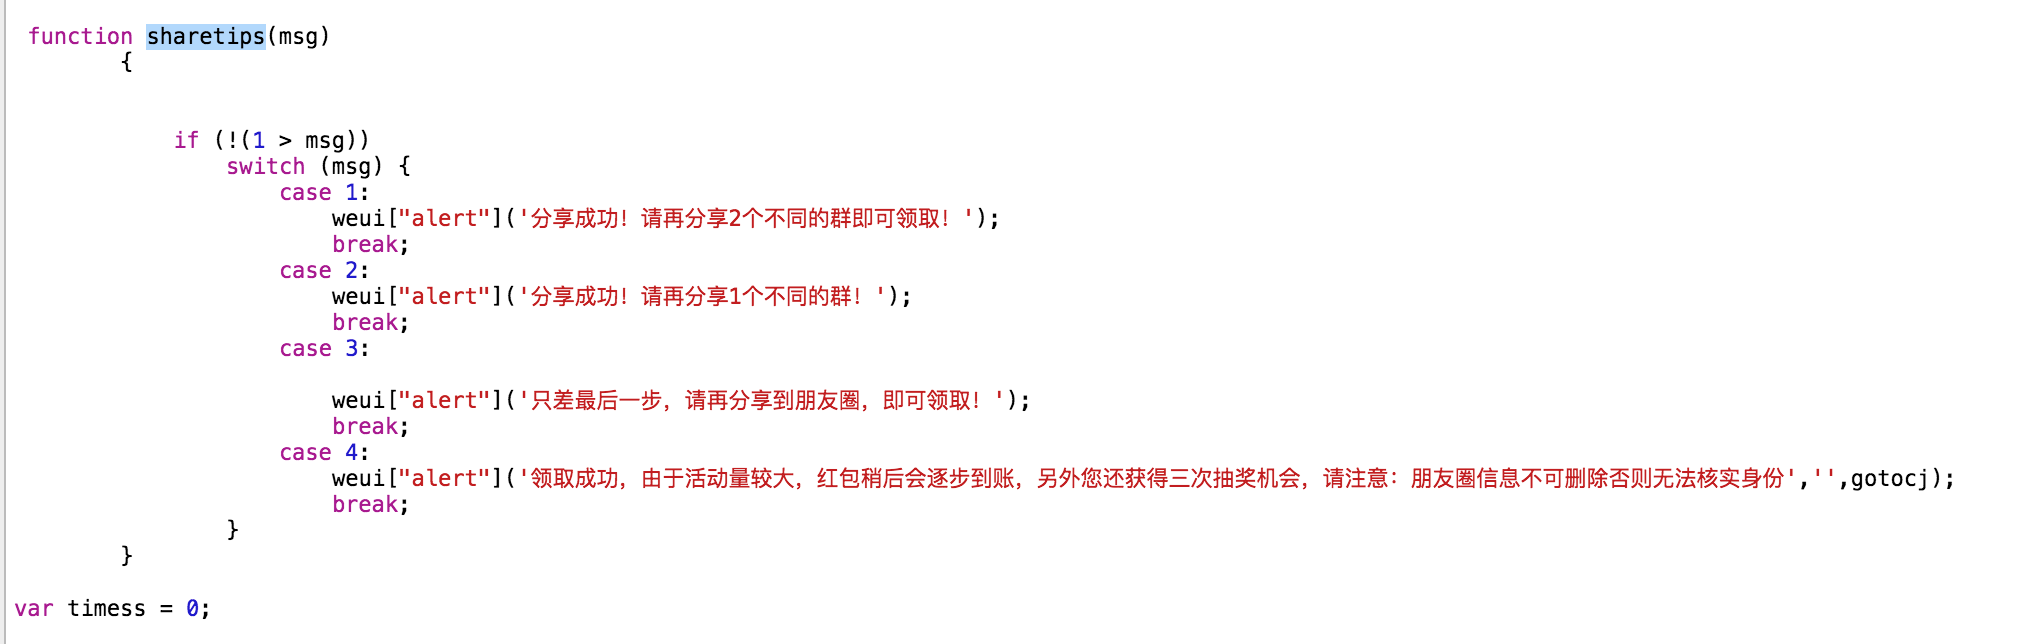 function sharetips(msg)
{
if (!(1 > msg))
switch (msg) {
case 1:
weui["alert"]('分享成功！请再分享2个不同的群即可领取！');
break;
case 2:
weui["alert"]('分享成功！请再分享1个不同的群！');
break;
case 3:
weui["alert"]('只差最后一步，请再分享到朋友圈，即可领取！');
break;
case 4:
weui["alert"]('领取成功，由于活动量较大，红包稍后会逐步到账，另外您还获得三次抽奖机会，请注意：朋友圈信息不可删除否则无法核实身份','',gotocj);
break;
}
}
var timess = 0;